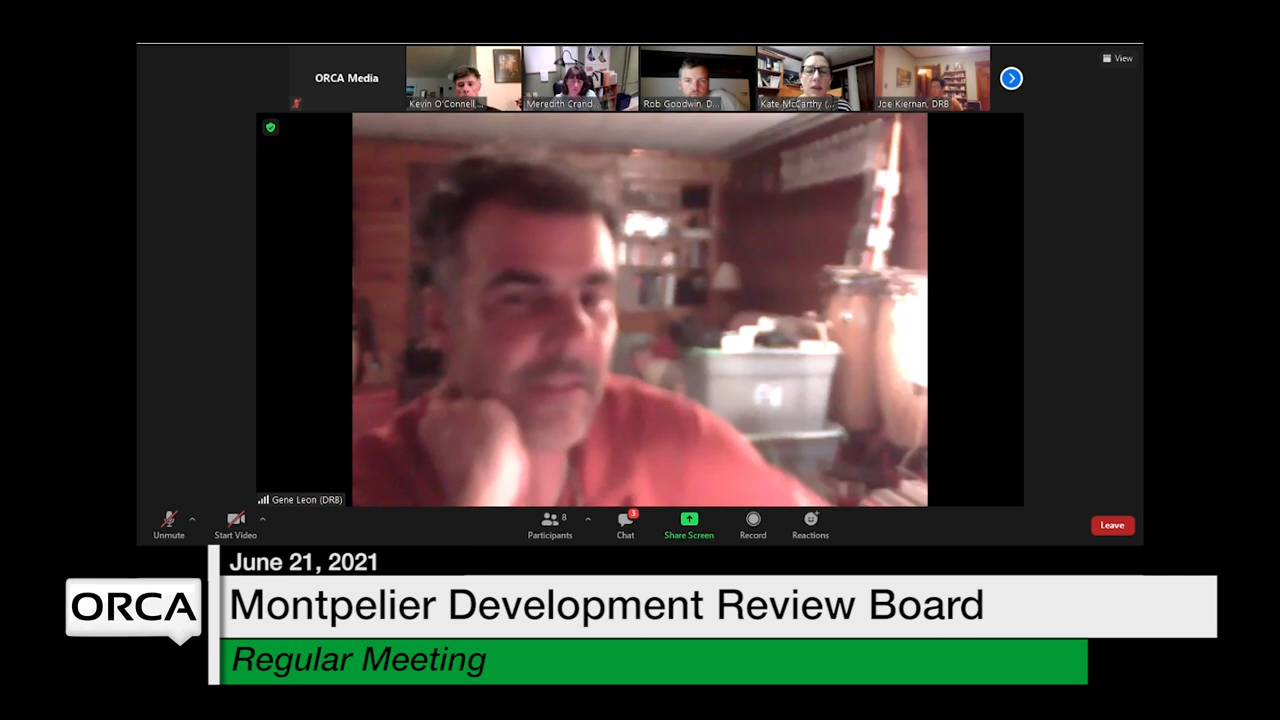 ORCA Media
View
Kevin O'Connell,...
Meredith Crand...
Rob Goodwin, D...
Kate McCarthy (...
Joe Kiernan, DRB
Gene Leon (DRB)
Unmute
Start Video
8
Participants
3
Chat
Share Screen
Record
Reactions
Leave
June 21, 2021
ORCA
Montpelier Development Review Board
Regular Meeting